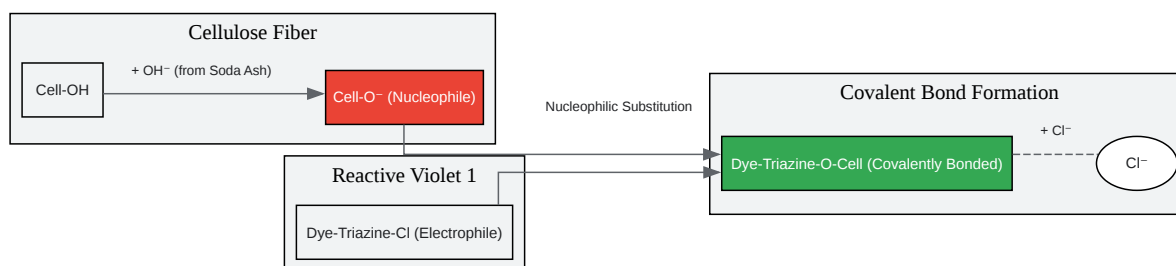 Cellulose Fiber
Cell-OH
+ OH⁻ (from Soda Ash)
Cell-O⁻ (Nucleophile)
Reactive Violet 1
Dye-Triazine-Cl (Electrophile)
Nucleophilic Substitution
Covalent Bond Formation
Dye-Triazine-O-Cell (Covalently Bonded)
+ Cl⁻
Cl⁻